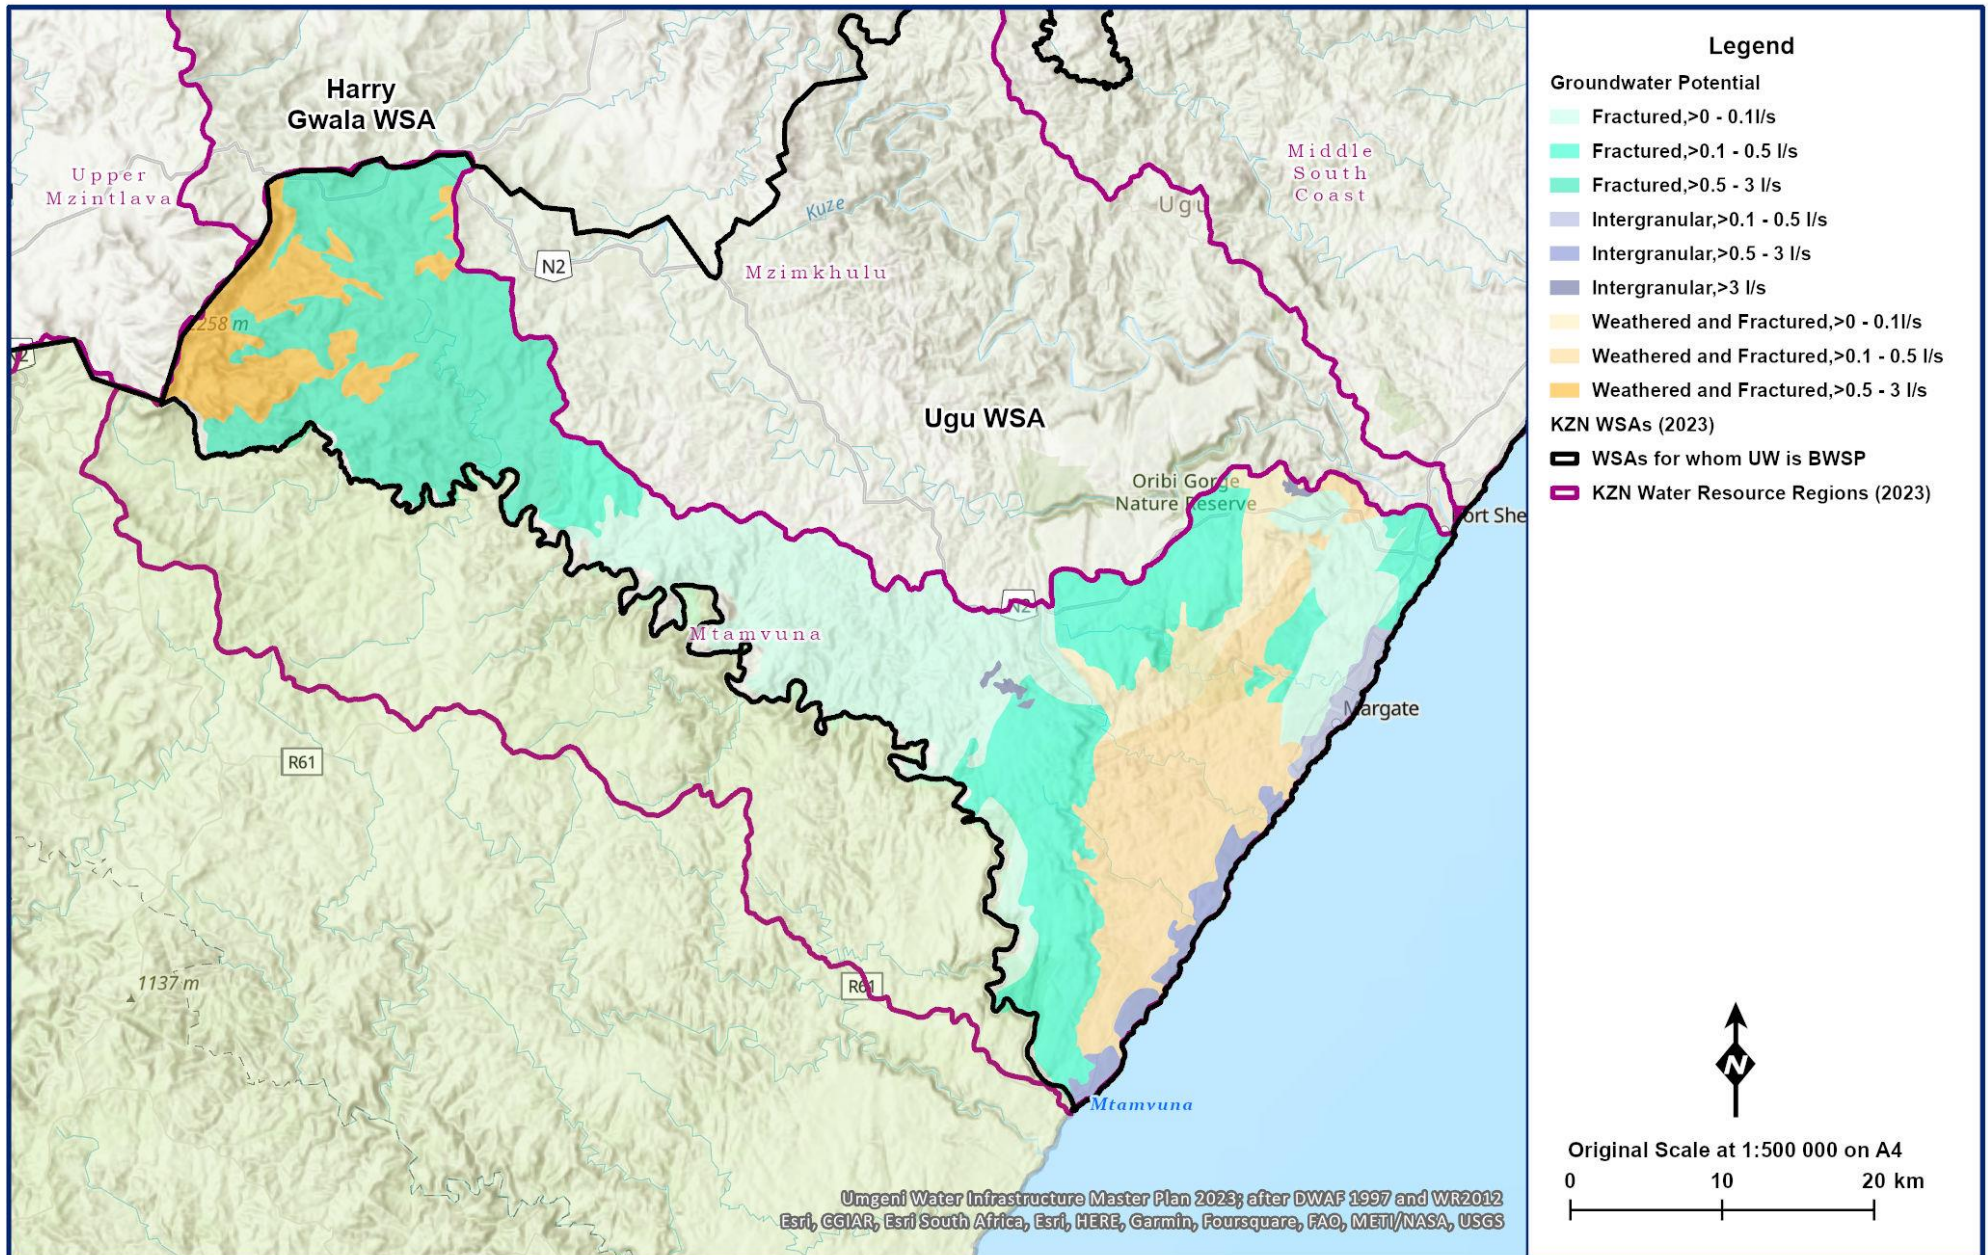 Harry
Gwala WSA
Upper
Mzintlava
Middle
South
Coast
Ugu
Kuze
N2
Mzimkhulu
258 m
2
Ugu WSA
Oribi Gorge
Nature Reserve
ort She
N2
Mtamvuna
Margate
R61
1137 m
R61
Mtamvuna
Umgeni Water Infrastructure Master Plan 2023; after DWAF 1997 and WR2012
Esri, CGIAR, Esri South Africa, Esri, HERE, Garmin, Foursquare, FAO, METI/NASA, USGS
Legend
Groundwater Potential
Fractured,>0 - 0.1l/s
Fractured,>0.1 - 0.5 l/s
Fractured,>0.5 - 3 l/s
Intergranular,>0.1 - 0.5 l/s
Intergranular,>0.5 - 3 l/s
Intergranular,>3 l/s
Weathered and Fractured,>0 - 0.1l/s
Weathered and Fractured,>0.1 - 0.5 l/s
Weathered and Fractured,>0.5 - 3 l/s
KZN WSAs (2023)
WSAs for whom UW is BWSP
KZN Water Resource Regions (2023)
N
Original Scale at 1:500 000 on A4
0 10 20 km